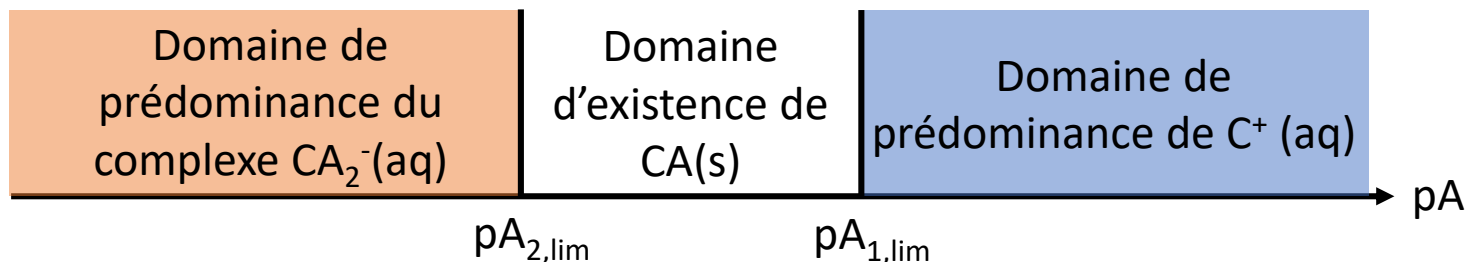 Domaine de
prédominance du
complexe CA₂⁻(aq)
Domaine
d'existence de
CA(s)
Domaine de
prédominance de C⁺ (aq)
pA
pA₂,lim
pA₁,lim